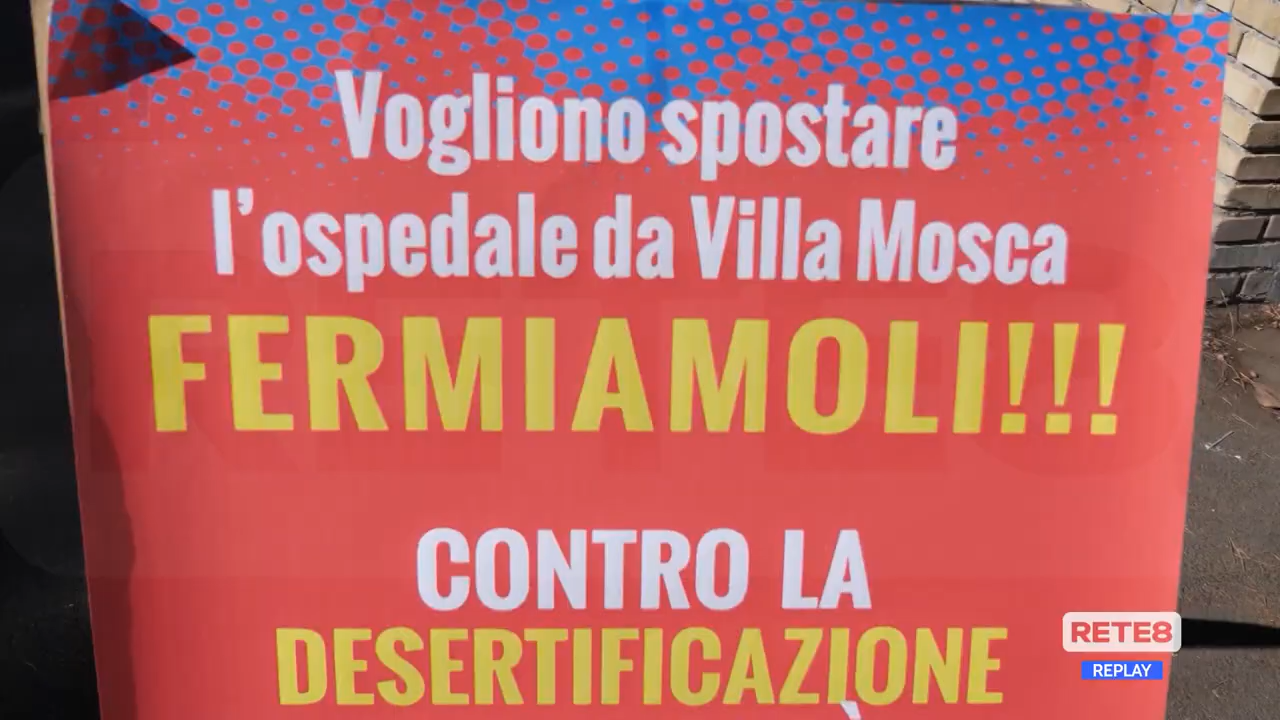 Vogliono spostare
l'ospedale da Villa Mosca
FERMIAMOLI!!!
CONTRO LA
DESERTIFICAZIONE
RETE8
REPLAY